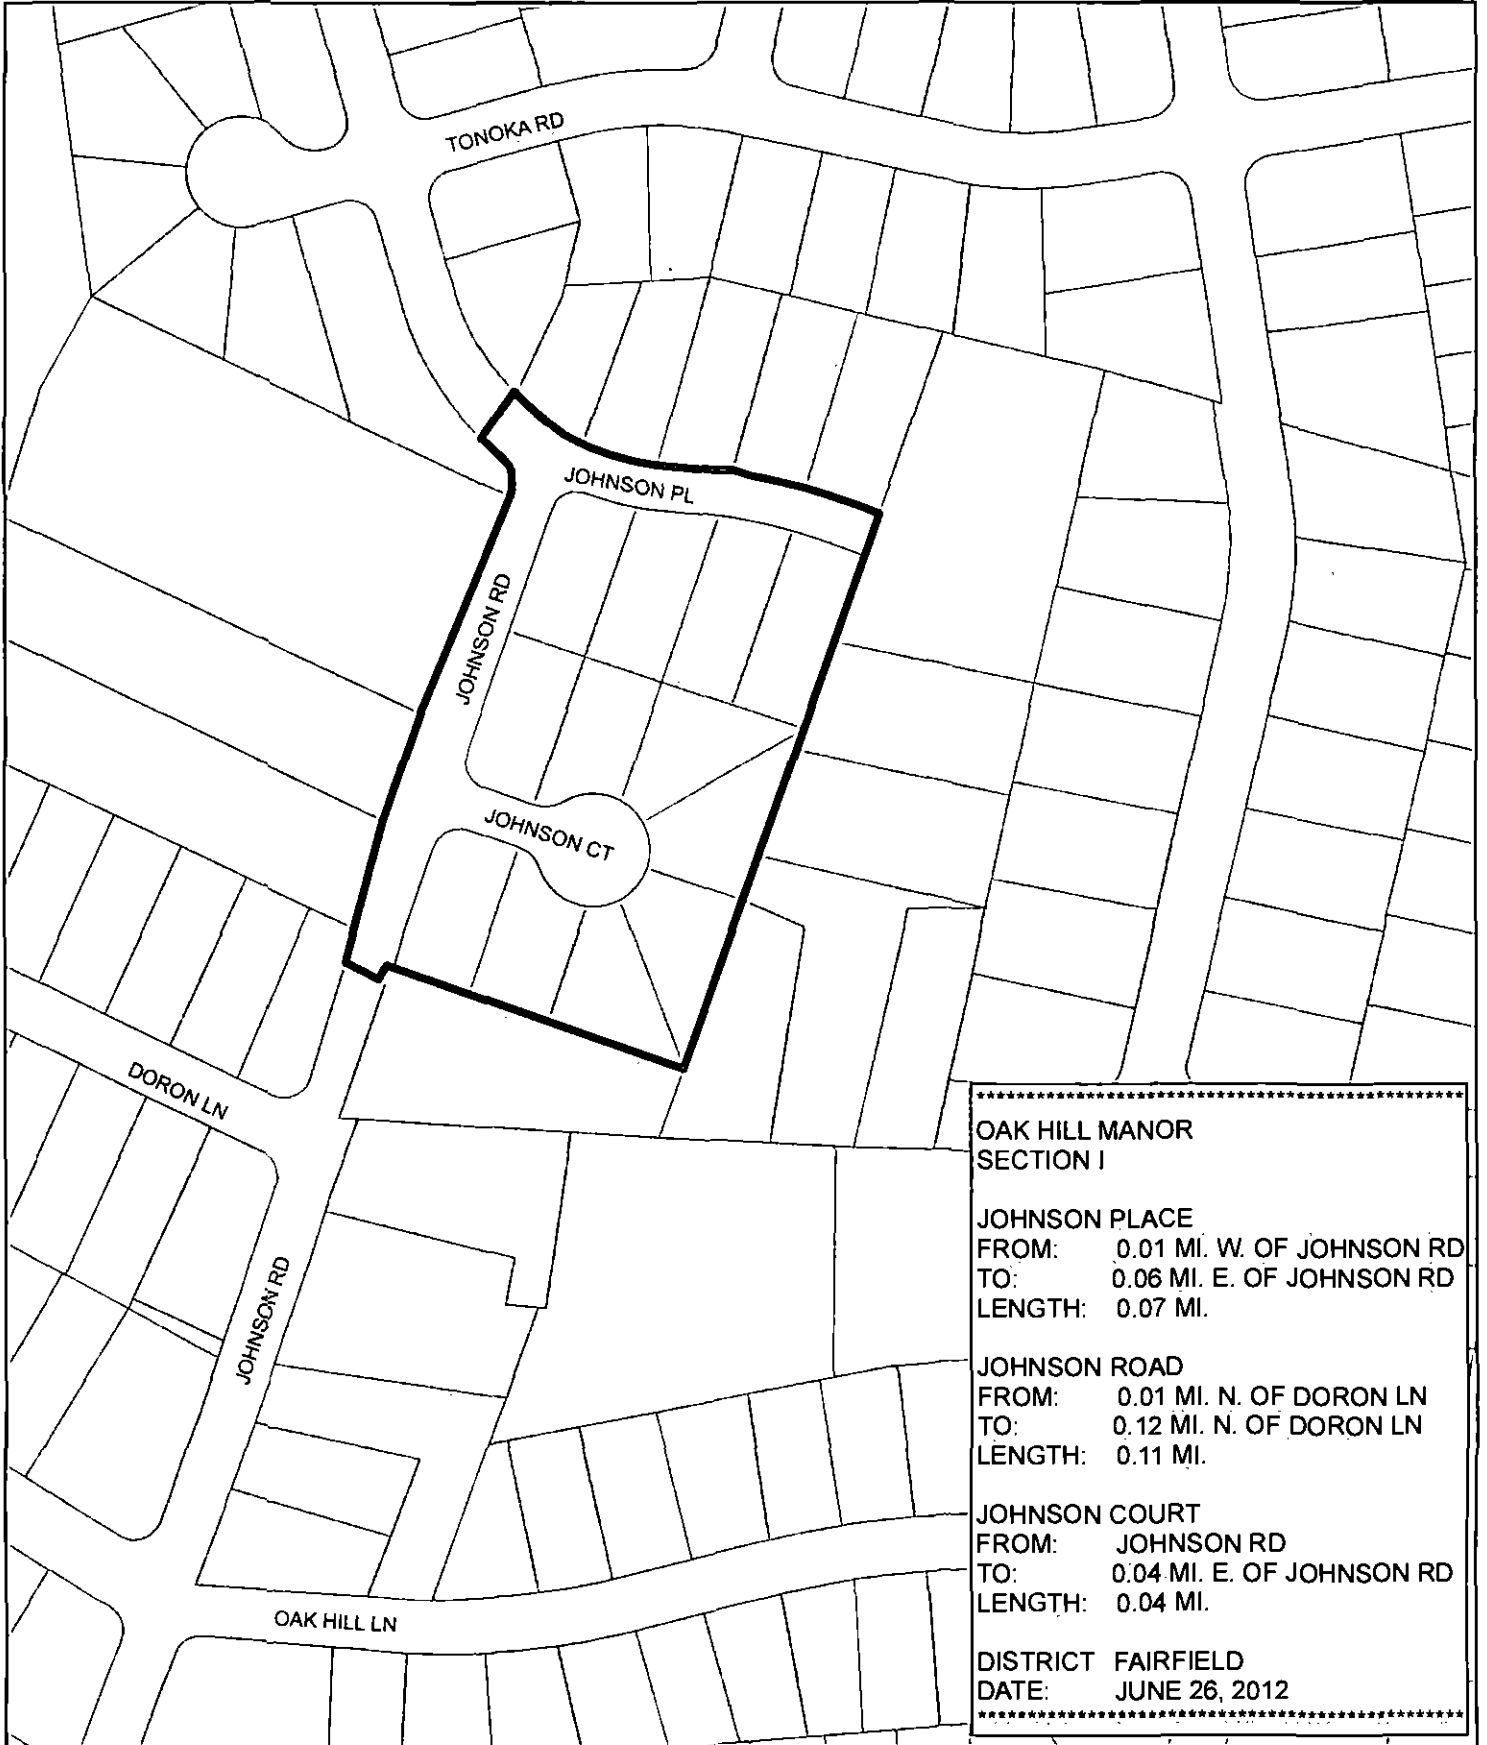 TONOKA RD
JOHNSON PL
JOHNSON RD
JOHNSON CT
DORON LN
JOHNSON RD
OAK HILL LN
************************************************
OAK HILL MANOR
SECTION I
JOHNSON PLACE
FROM: 0.01 MI. W. OF JOHNSON RD
TO: 0.06 MI. E. OF JOHNSON RD
LENGTH: 0.07 MI.
JOHNSON ROAD
FROM: 0.01 MI. N. OF DORON LN
TO: 0.12 MI. N. OF DORON LN
LENGTH: 0.11 MI.
JOHNSON COURT
FROM: JOHNSON RD
TO: 0.04 MI. E. OF JOHNSON RD
LENGTH: 0.04 MI.
DISTRICT FAIRFIELD
DATE: JUNE 26, 2012
************************************************